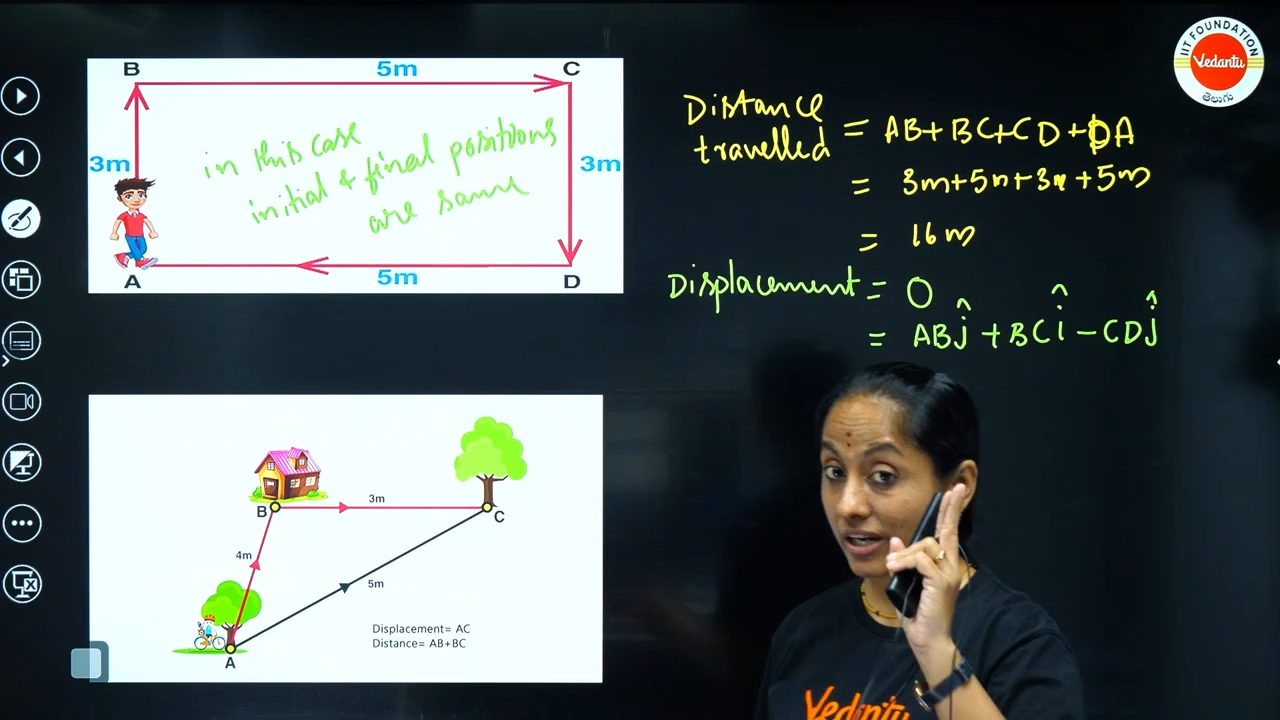 B
5m
C
3m
in this case
initial & final positions
are same
3m
A
5m
D
Distance
travelled = AB+BC+CD+DA
= 3m+5m+3m+5m
= 16m
Displacement = 0
= ABĵ + BCî - CDĵ
IIT FOUNDATION
Vedantu
తెలుగు
B
3m
C
4m
5m
Displacement= AC
Distance= AB+BC
A
Vedantu